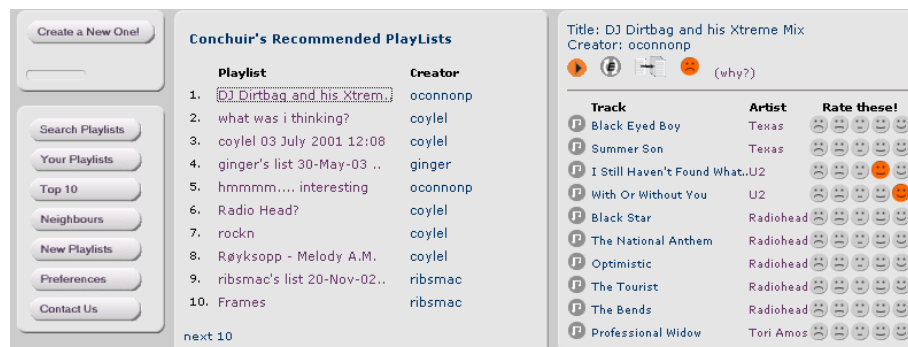 Create a New One!
Search Playlists
Your Playlists
Top 10
Neighbours
New Playlists
Preferences
Contact Us
Conchuir's Recommended PlayLists
Playlist Creator
1. DJ Dirtbag and his Xtrem.. oconnonp
2. what was i thinking? coylel
3. coylel 03 July 2001 12:08 coylel
4. ginger's list 30-May-03 .. ginger
5. hmmmm.... interesting oconnonp
6. Radio Head? coylel
7. rockn coylel
8. Røyksopp - Melody A.M. coylel
9. ribsmac's list 20-Nov-02.. ribsmac
10. Frames ribsmac
next 10
Title: DJ Dirtbag and his Xtreme Mix
Creator: oconnonp
(why?)
Track Artist Rate these!
Black Eyed Boy Texas
Summer Son Texas
I Still Haven't Found What..U2
With Or Without You U2
Black Star Radiohead
The National Anthem Radiohead
Optimistic Radiohead
The Tourist Radiohead
The Bends Radiohead
Professional Widow Tori Amos